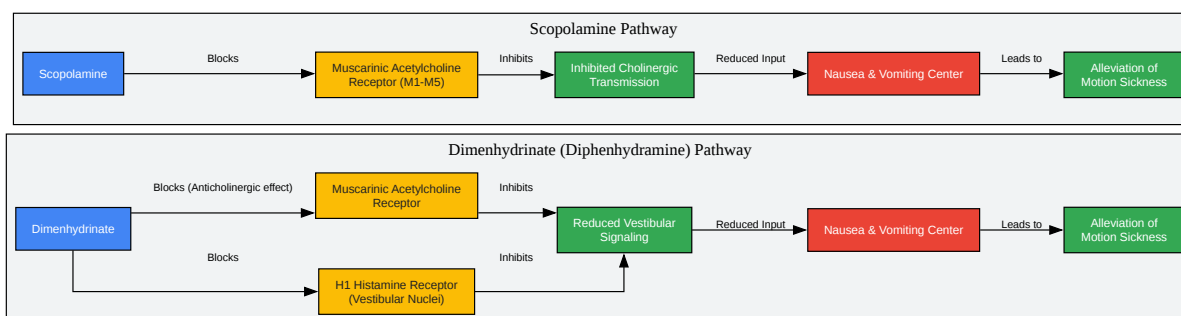 Scopolamine Pathway
Blocks
Inhibits
Reduced Input
Leads to
Scopolamine
Muscarinic Acetylcholine
Receptor (M1-M5)
Inhibited Cholinergic
Transmission
Nausea & Vomiting Center
Alleviation of
Motion Sickness
Dimenhydrinate (Diphenhydramine) Pathway
Blocks (Anticholinergic effect)
Muscarinic Acetylcholine
Receptor
Inhibits
Dimenhydrinate
Reduced Vestibular
Signaling
Reduced Input
Nausea & Vomiting Center
Leads to
Alleviation of
Motion Sickness
Blocks
H1 Histamine Receptor
(Vestibular Nuclei)
Inhibits